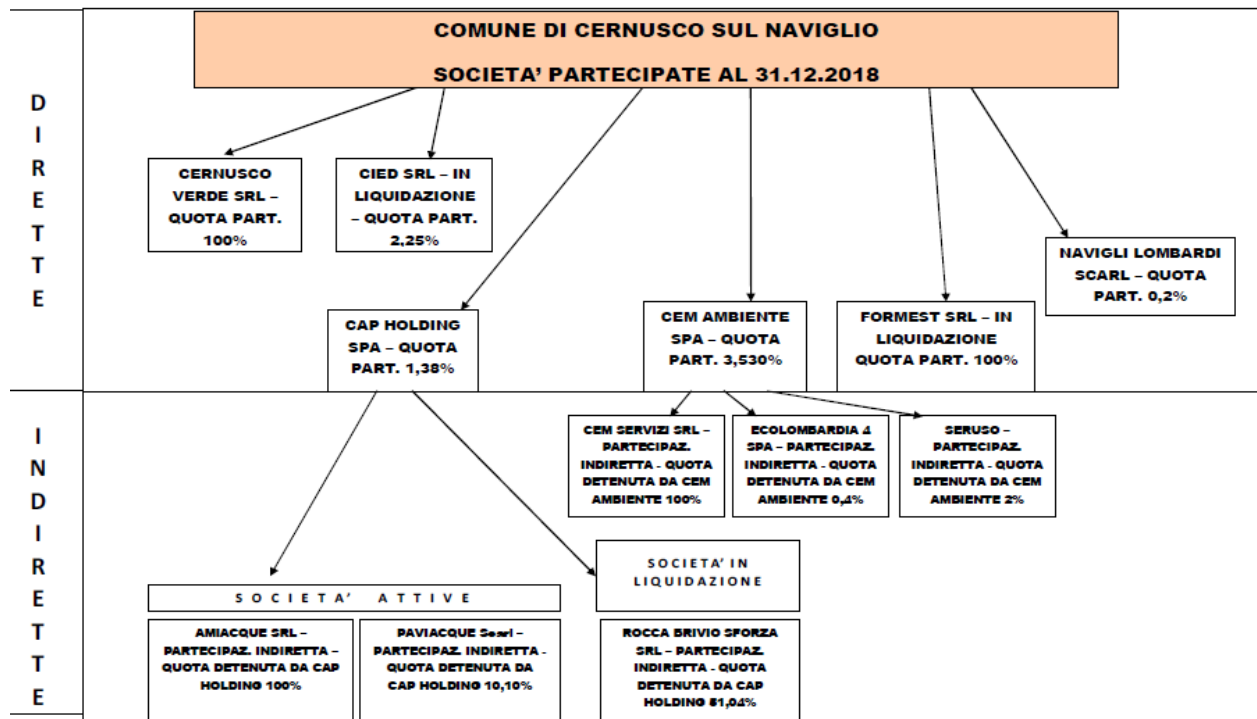 COMUNE DI CERNUSCO SUL NAVIGLIO
SOCIETA' PARTECIPATE AL 31.12.2018
DIRETTE
CERNUSCO
VERDE SRL –
QUOTA PART.
100%
CIED SRL – IN
LIQUIDAZIONE
– QUOTA PART.
2,25%
NAVIGLI LOMBARDI
SCARL – QUOTA
PART. 0,2%
CAP HOLDING
SPA – QUOTA
PART. 1,38%
CEM AMBIENTE
SPA – QUOTA
PART. 3,530%
FORMEST SRL – IN
LIQUIDAZIONE
QUOTA PART. 100%
INDIRETTE
CEM SERVIZI SRL –
PARTECIPAZ.
INDIRETTA - QUOTA
DETENUTA DA CEM
AMBIENTE 100%
ECOLOMBARDIA 4
SPA – PARTECIPAZ.
INDIRETTA - QUOTA
DETENUTA DA CEM
AMBIENTE 0,4%
SERUSO –
PARTECIPAZ.
INDIRETTA - QUOTA
DETENUTA DA CEM
AMBIENTE 2%
SOCIETA' IN
LIQUIDAZIONE
SOCIETA' ATTIVE
AMIACQUE SRL –
PARTECIPAZ. INDIRETTA –
QUOTA DETENUTA DA CAP
HOLDING 100%
PAVIACQUE Scarl –
PARTECIPAZ. INDIRETTA -
QUOTA DETENUTA DA
CAP HOLDING 10,10%
ROCCA BRIVIO SFORZA
SRL – PARTECIPAZ.
INDIRETTA - QUOTA
DETENUTA DA CAP
HOLDING 51,04%